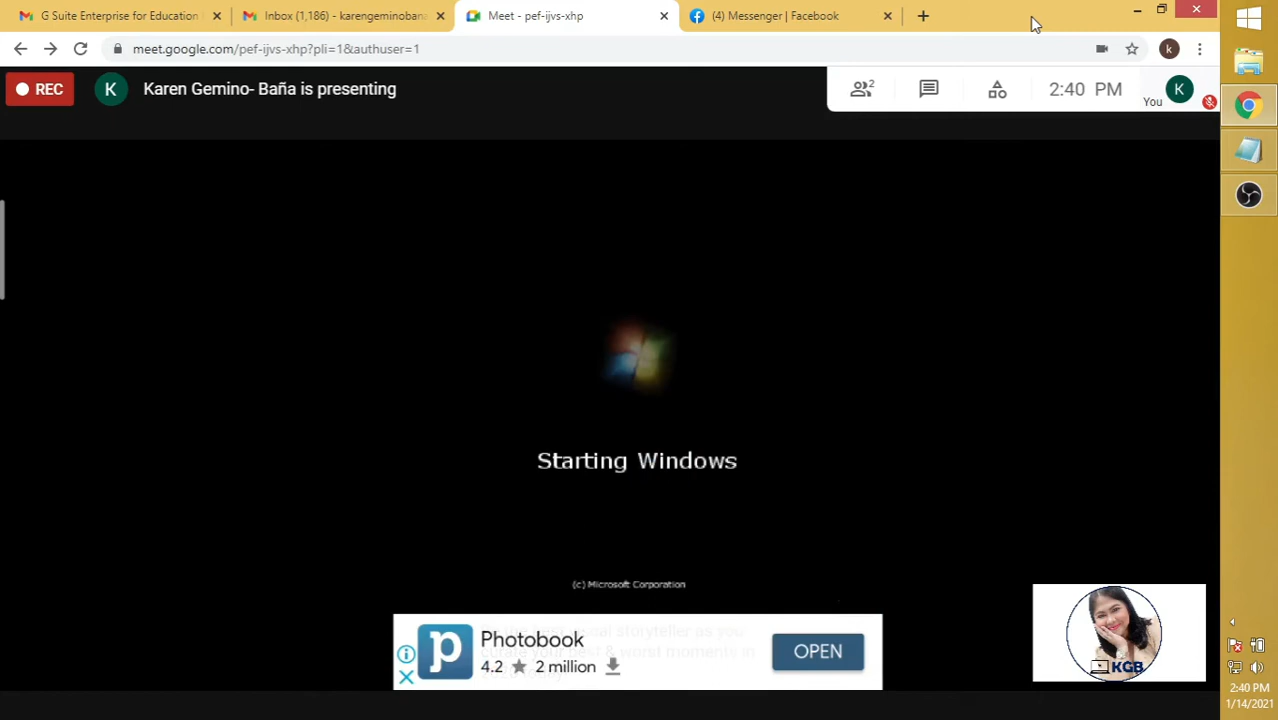 G Suite Enterprise for Education
Inbox (1,186) - karengeminobana
Meet - pef-ijvs-xhp
(4) Messenger | Facebook
meet.google.com/pef-ijvs-xhp?pli=1&authuser=1
k
REC
K
Karen Gemino- Baña is presenting
2
2:40 PM
You
K
Starting Windows
(c) Microsoft Corporation
p
Photobook
4.2 ★ 2 million
OPEN
KGB
2:40 PM
1/14/2021